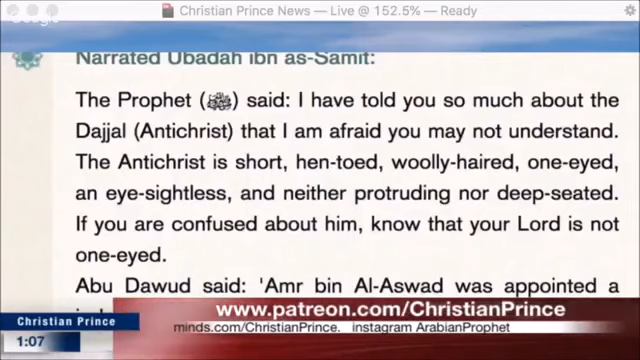 Christian Prince News — Live @ 152.5% — Ready
Google
Narrated Ubadah ibn as-Samit:
The Prophet (ﷺ) said: I have told you so much about the
Dajjal (Antichrist) that I am afraid you may not understand.
The Antichrist is short, hen-toed, woolly-haired, one-eyed,
an eye-sightless, and neither protruding nor deep-seated.
If you are confused about him, know that your Lord is not
one-eyed.
Abu Dawud said: 'Amr bin Al-Aswad was appointed a
www.patreon.com/ChristianPrince
Christian Prince
minds.com/ChristianPrince. instagram ArabianProphet
1:07